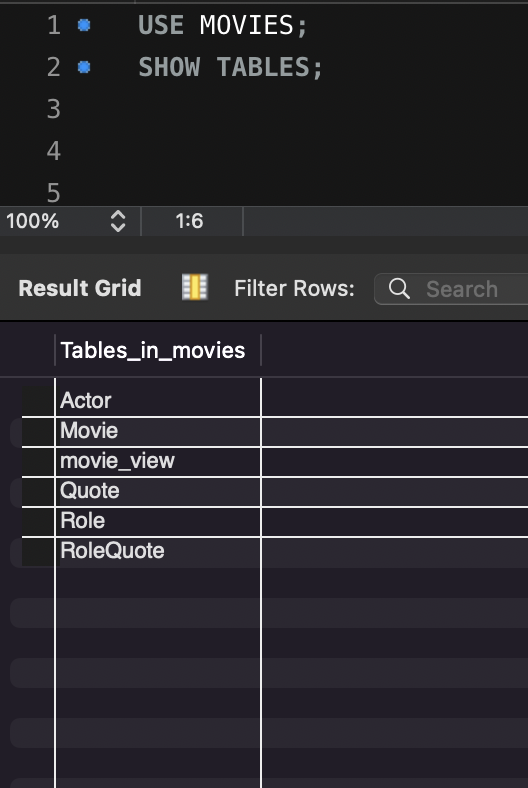 1 USE MOVIES;
2 SHOW TABLES;
3
4
5
100% 1:6
Result Grid Filter Rows: Search
Tables_in_movies
Actor
Movie
movie_view
Quote
Role
RoleQuote